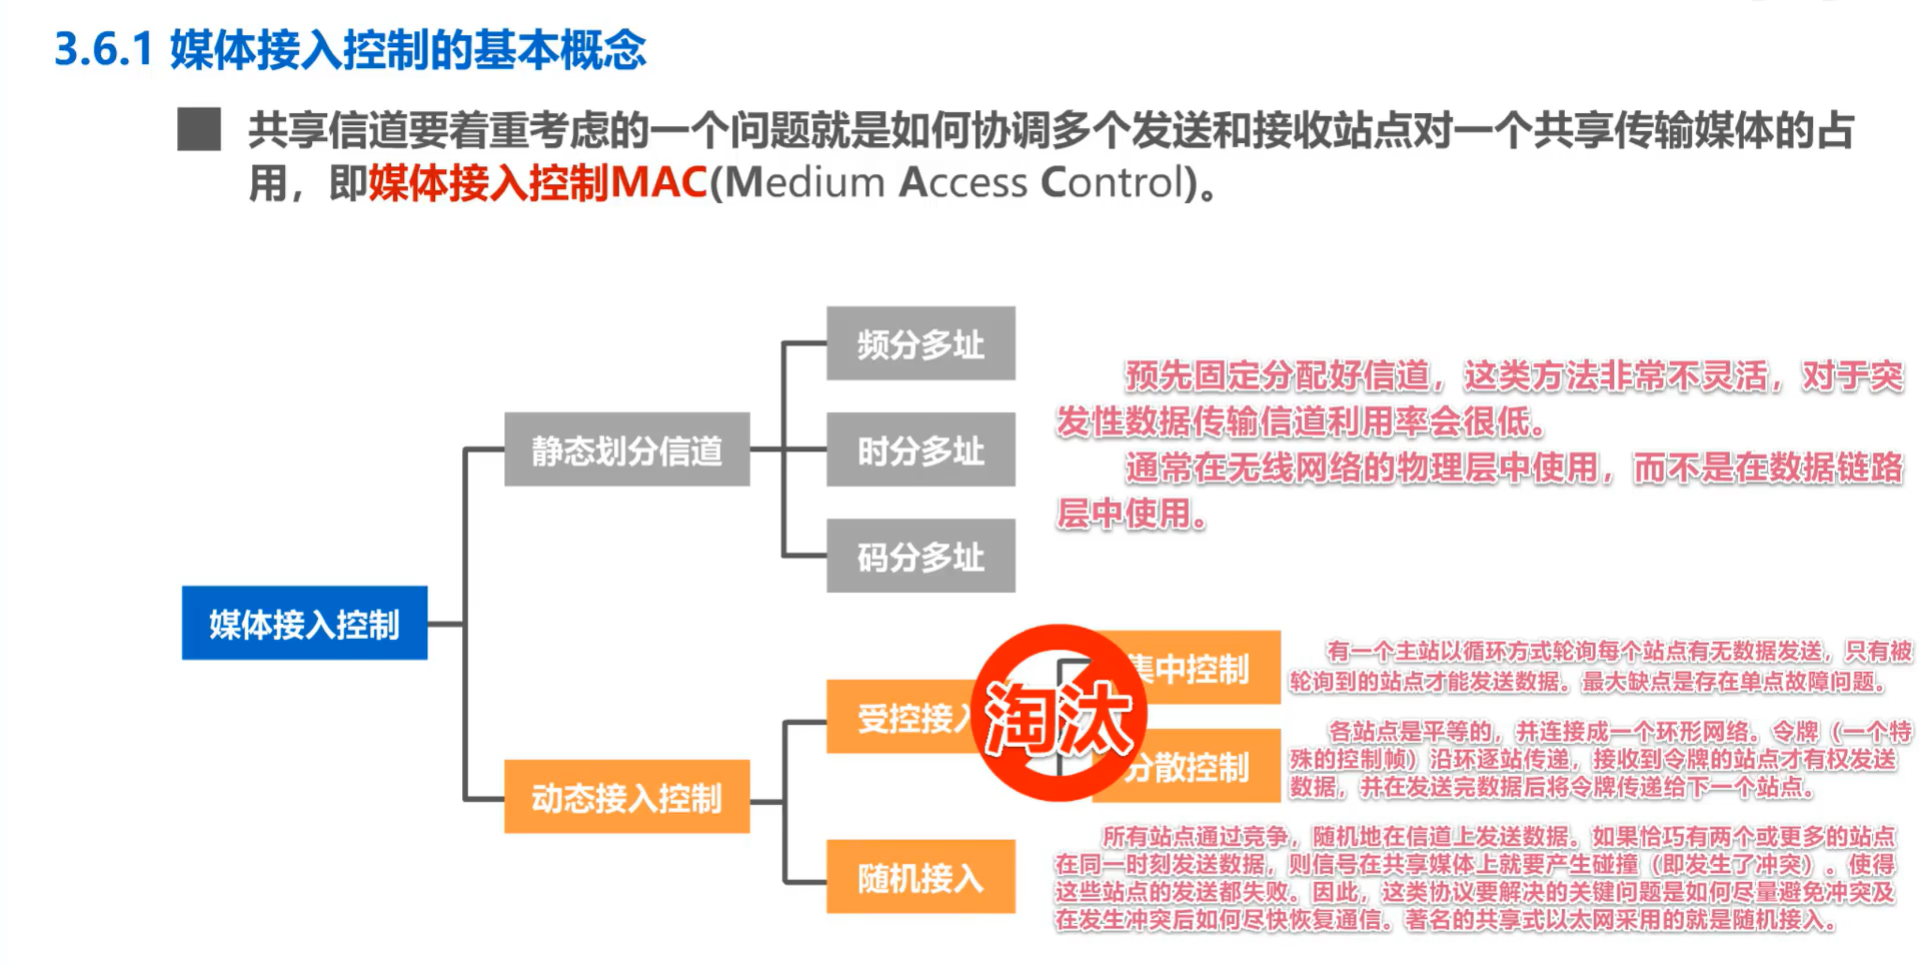 3.6.1 媒体接入控制的基本概念
共享信道要着重考虑的一个问题就是如何协调多个发送和接收站点对一个共享传输媒体的占
用，即媒体接入控制MAC(Medium Access Control)。
频分多址
静态划分信道
时分多址
码分多址
预先固定分配好信道，这类方法非常不灵活，对于突
发性数据传输信道利用率会很低。
通常在无线网络的物理层中使用，而不是在数据链路
层中使用。
媒体接入控制
动态接入控制
受控接入
淘汰
集中控制
有一个主站以循环方式轮询每个站点有无数据发送，只有被
轮询到的站点才能发送数据。最大缺点是存在单点故障问题。
分散控制
各站点是平等的，并连接成一个环形网络。令牌（一个特
殊的控制帧）沿环逐站传递，接收到令牌的站点才有权发送
数据，并在发送完数据后将令牌传递给下一个站点。
随机接入
所有站点通过竞争，随机地在信道上发送数据。如果恰巧有两个或更多的站点
在同一时刻发送数据，则信号在共享媒体上就要产生碰撞（即发生了冲突）。使得
这些站点的发送都失败。因此，这类协议要解决的关键问题是如何尽量避免冲突及
在发生冲突后如何尽快恢复通信。著名的共享式以太网采用的就是随机接入。